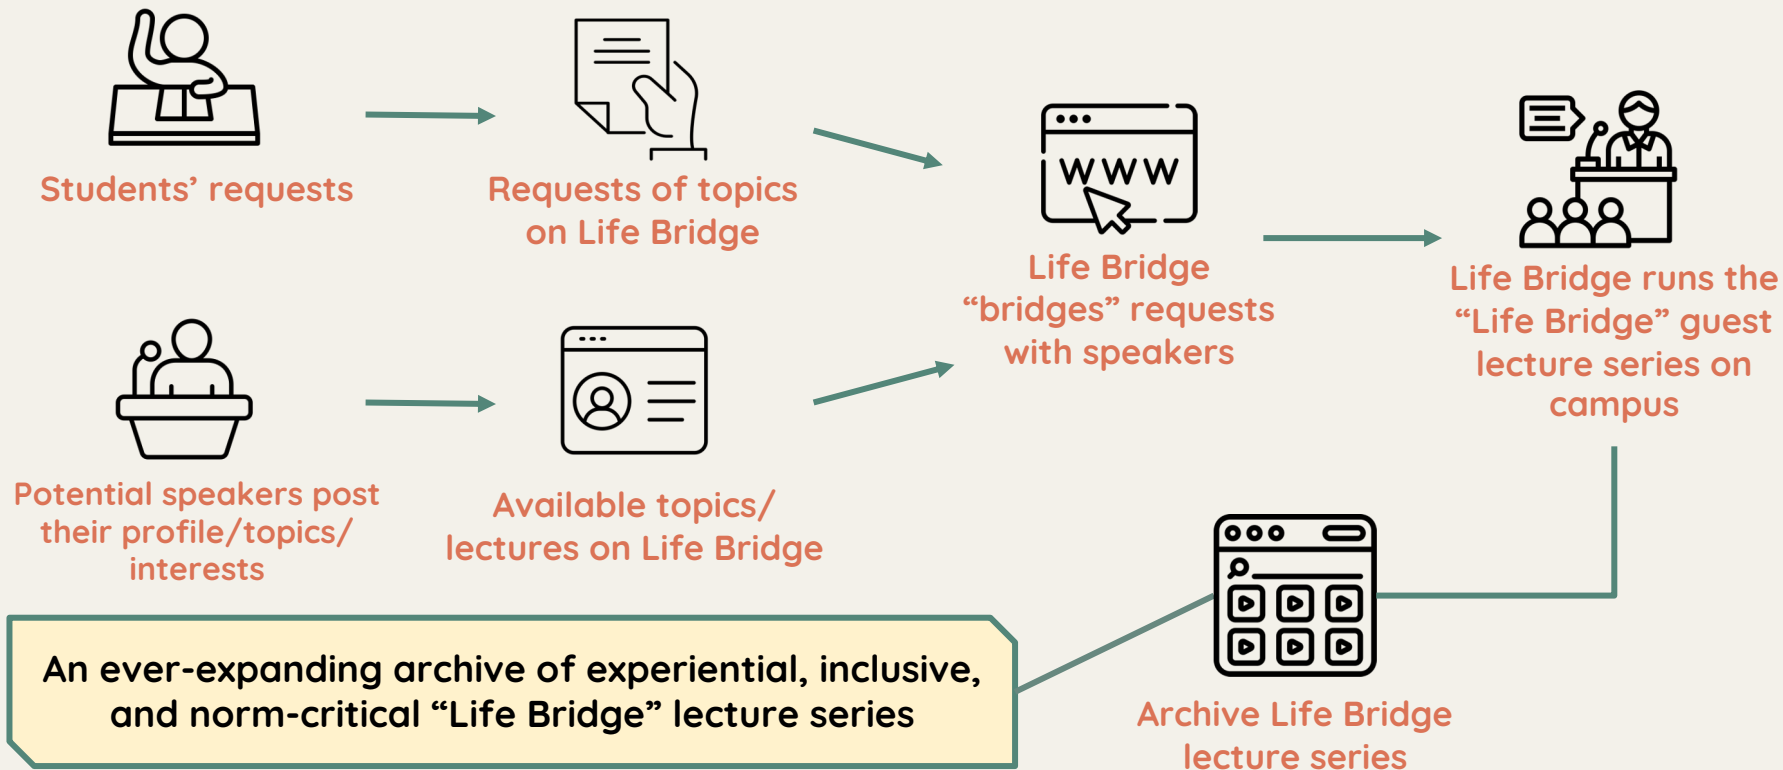 Students’ requests
Requests of topics
on Life Bridge
WWW
Life Bridge
“bridges” requests
with speakers
Life Bridge runs the
“Life Bridge” guest
lecture series on
campus
Potential speakers post
their profile/topics/
interests
Available topics/
lectures on Life Bridge
An ever-expanding archive of experiential, inclusive,
and norm-critical “Life Bridge” lecture series
Archive Life Bridge
lecture series